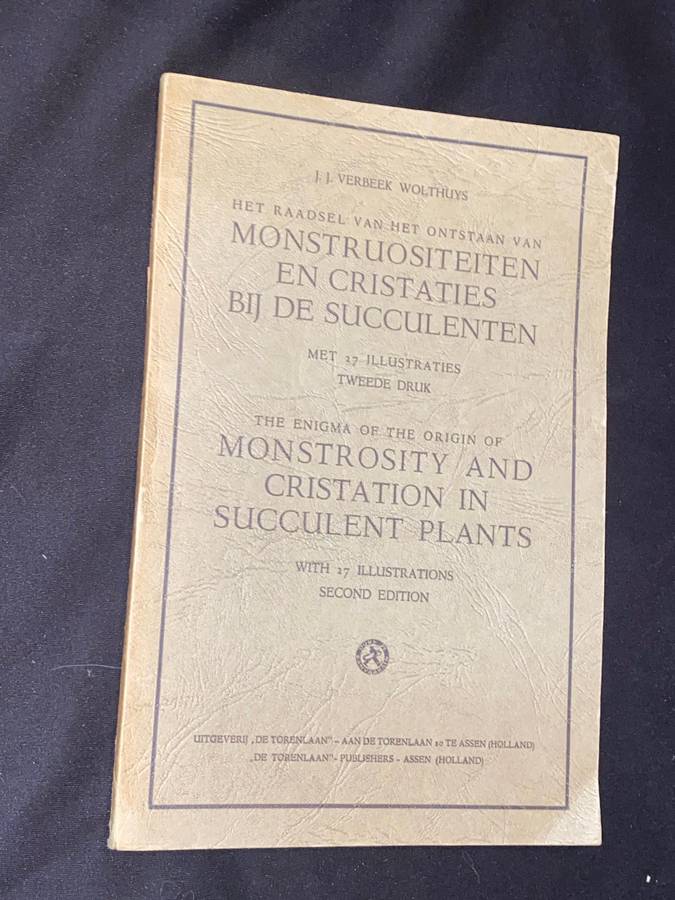 J. J. VERBEEK WOLTHUYS
HET RAADSEL VAN HET ONTSTAAN VAN
MONSTRUOSITEITEN
EN CRISTATIES
BIJ DE SUCCULENTEN
MET 27 ILLUSTRATIES
TWEEDE DRUK
THE ENIGMA OF THE ORIGIN OF
MONSTROSITY AND
CRISTATION IN
SUCCULENT PLANTS
WITH 27 ILLUSTRATIONS
SECOND EDITION
UITGEVERIJ „DE TORENLAAN" – AAN DE TORENLAAN 10 TE ASSEN (HOLLAND)
„DE TORENLAAN" - PUBLISHERS - ASSEN (HOLLAND)